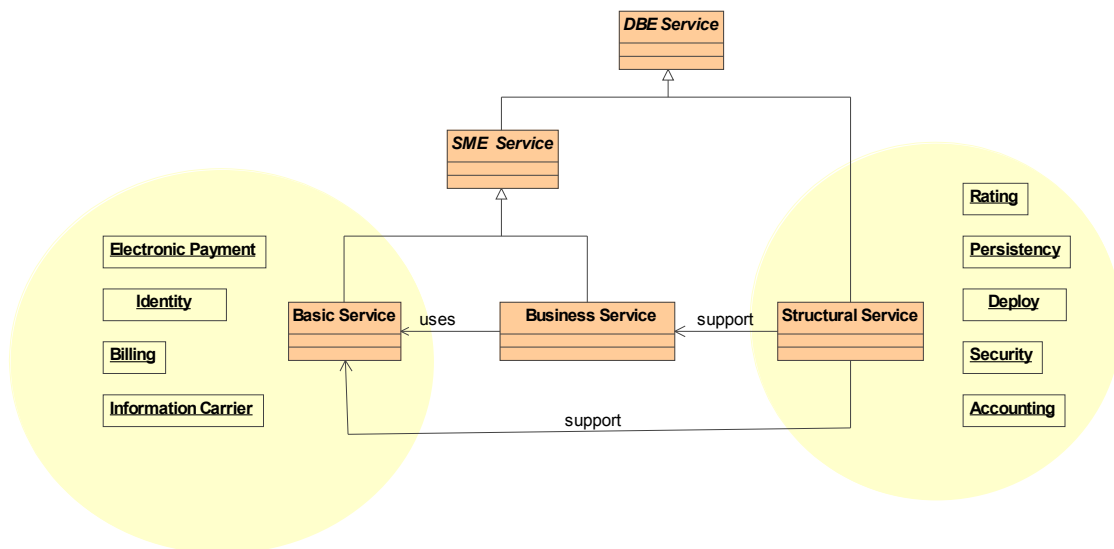 DBE Service
SME Service
Rating
Electronic Payment
Persistency
Identity
Deploy
Basic Service
uses
Business Service
support
Structural Service
Billing
Security
Information Carrier
Accounting
support